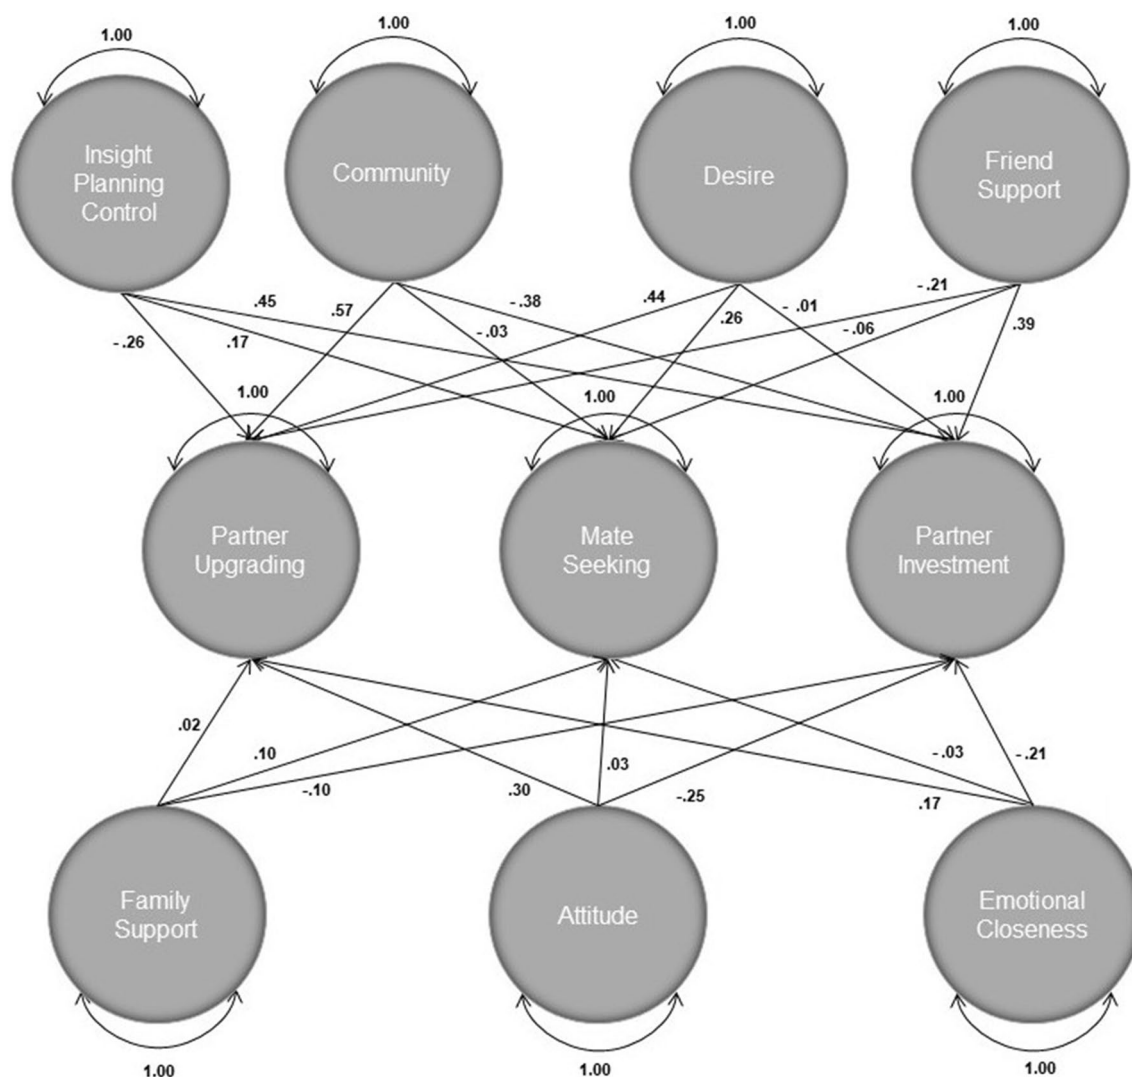 1.00
1.00
1.00
1.00
Insight
Planning
Control
Community
Desire
Friend
Support
-.26
.45
.17
.57
-.03
-.38
.44
.26
-.01
-.21
-.06
.39
1.00
1.00
1.00
Partner
Upgrading
Mate
Seeking
Partner
Investment
.02
.10
-.10
.30
.03
-.25
-.03
.17
-.21
Family
Support
Attitude
Emotional
Closeness
1.00
1.00
1.00